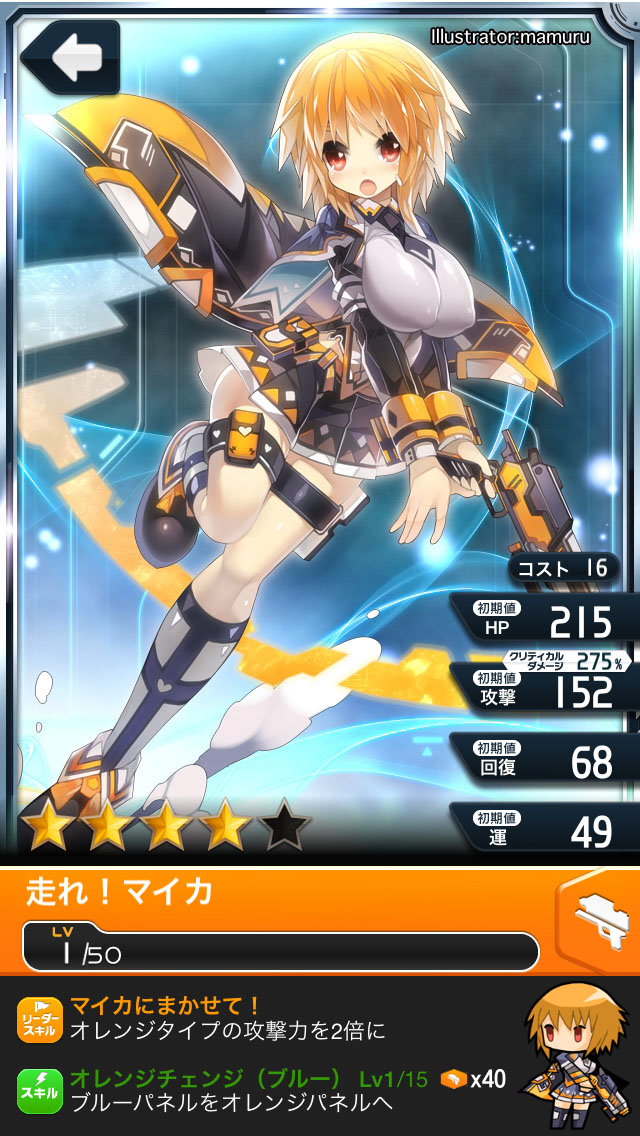 Illustrator:mamuru
コスト 16
初期値
HP 215
クリティカル
ダメージ 275%
初期値
攻撃 152
初期値
回復 68
初期値
運 49
走れ！マイカ
LV
1/50
リーダー
スキル
マイカにまかせて！
オレンジタイプの攻撃力を2倍に
スキル
オレンジチェンジ（ブルー） Lv1/15 x40
ブルーパネルをオレンジパネルへ